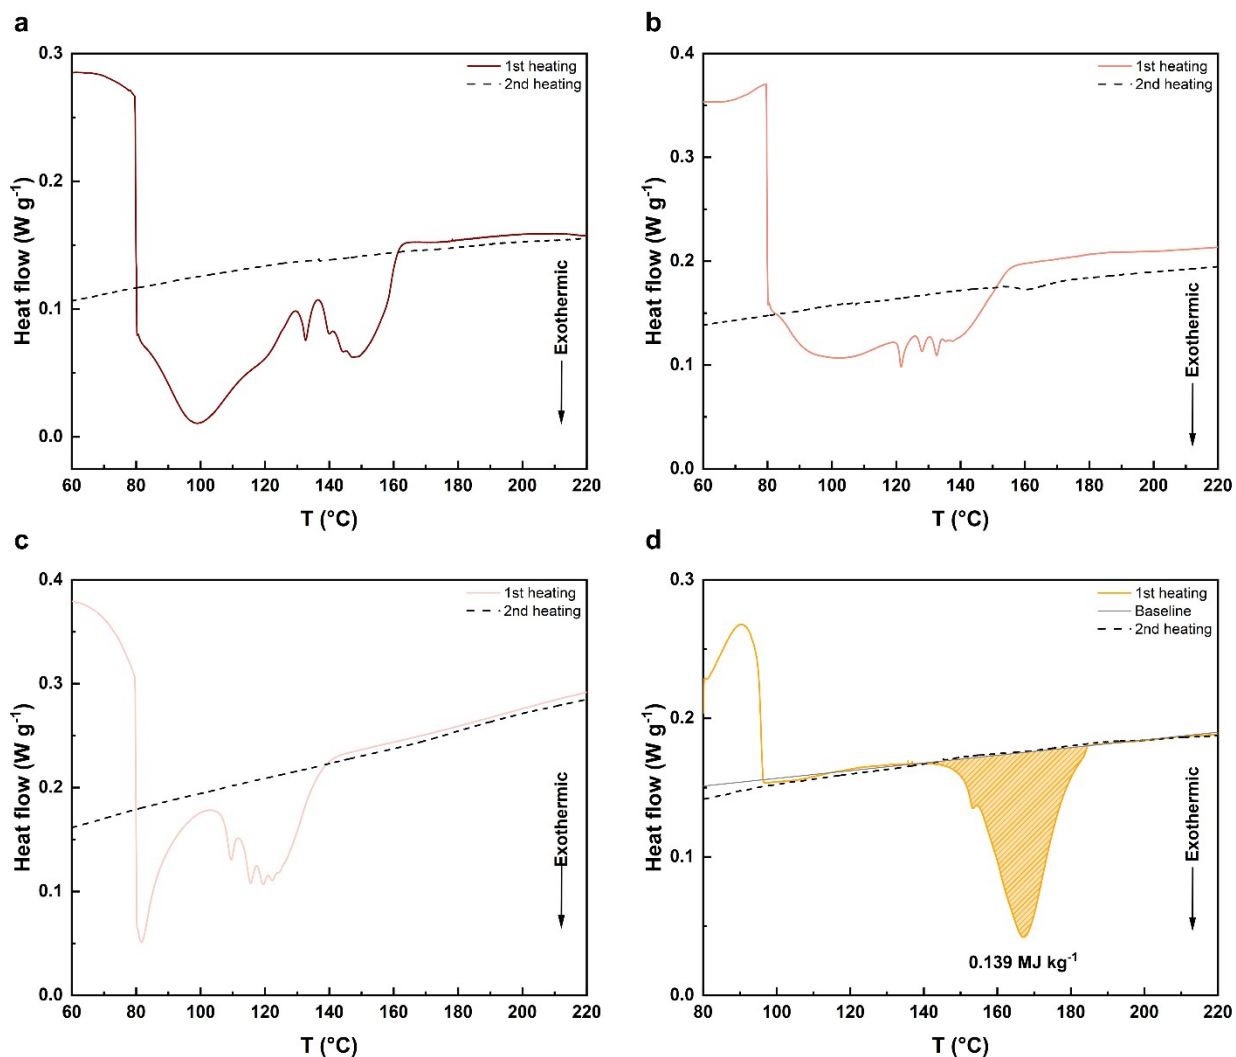 a
0.3
0.2
0.1
0.0
Heat flow (W g⁻¹)
1st heating
2nd heating
Exothermic
60 80 100 120 140 160 180 200 220
T (°C)
b
0.4
0.3
0.2
0.1
0.0
Heat flow (W g⁻¹)
1st heating
2nd heating
Exothermic
60 80 100 120 140 160 180 200 220
T (°C)
c
0.4
0.3
0.2
0.1
0.0
Heat flow (W g⁻¹)
1st heating
2nd heating
Exothermic
60 80 100 120 140 160 180 200 220
T (°C)
d
0.3
0.2
0.1
0.0
Heat flow (W g⁻¹)
1st heating
Baseline
2nd heating
Exothermic
0.139 MJ kg⁻¹
80 100 120 140 160 180 200 220
T (°C)